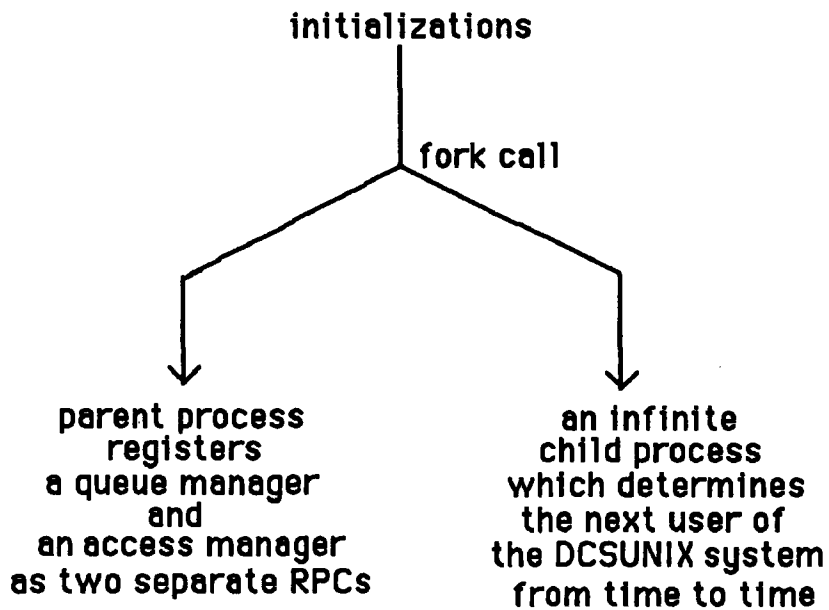 initializations
fork call
parent process
registers
a queue manager
and
an access manager
as two separate RPCs
an infinite
child process
which determines
the next user of
the DCSUNIX system
from time to time